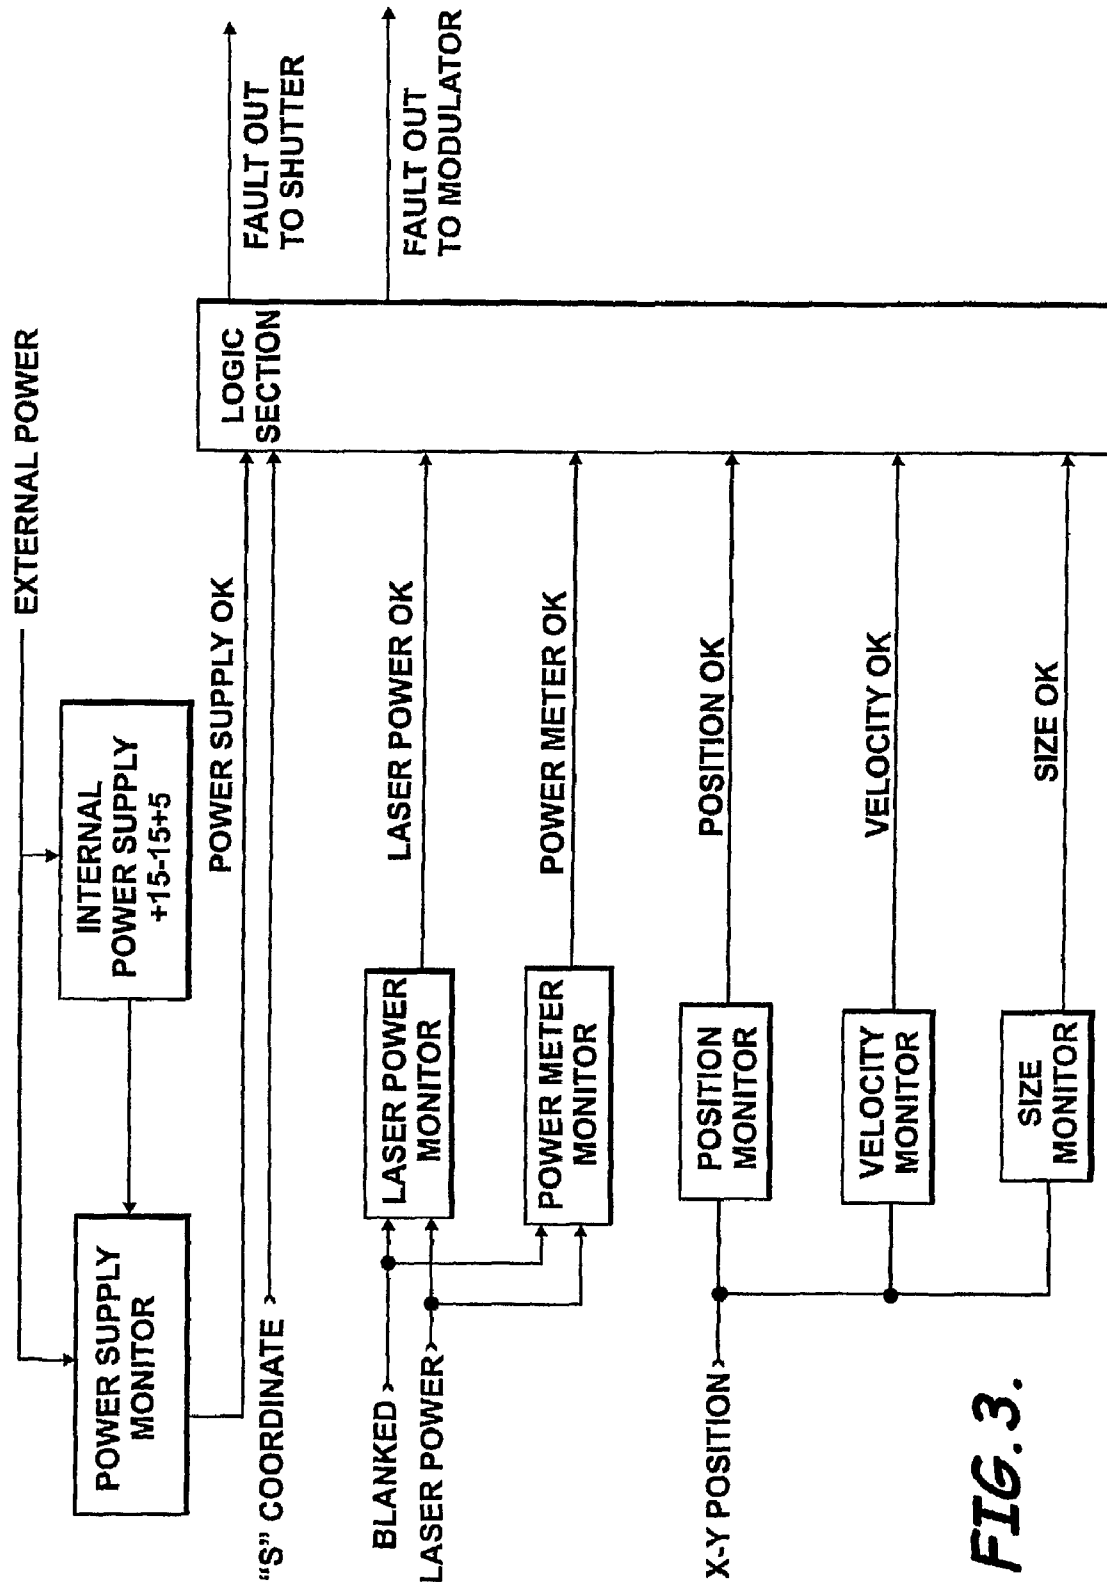 EXTERNAL POWER
POWER SUPPLY
MONITOR
INTERNAL
POWER SUPPLY
+15-15+5
POWER SUPPLY OK
"S" COORDINATE
LOGIC
SECTION
FAULT OUT
TO SHUTTER
BLANKED
LASER POWER
LASER POWER
MONITOR
LASER POWER OK
FAULT OUT
TO MODULATOR
POWER METER
MONITOR
POWER METER OK
X-Y POSITION
POSITION
MONITOR
POSITION OK
VELOCITY
MONITOR
VELOCITY OK
SIZE
MONITOR
SIZE OK
FIG. 3.